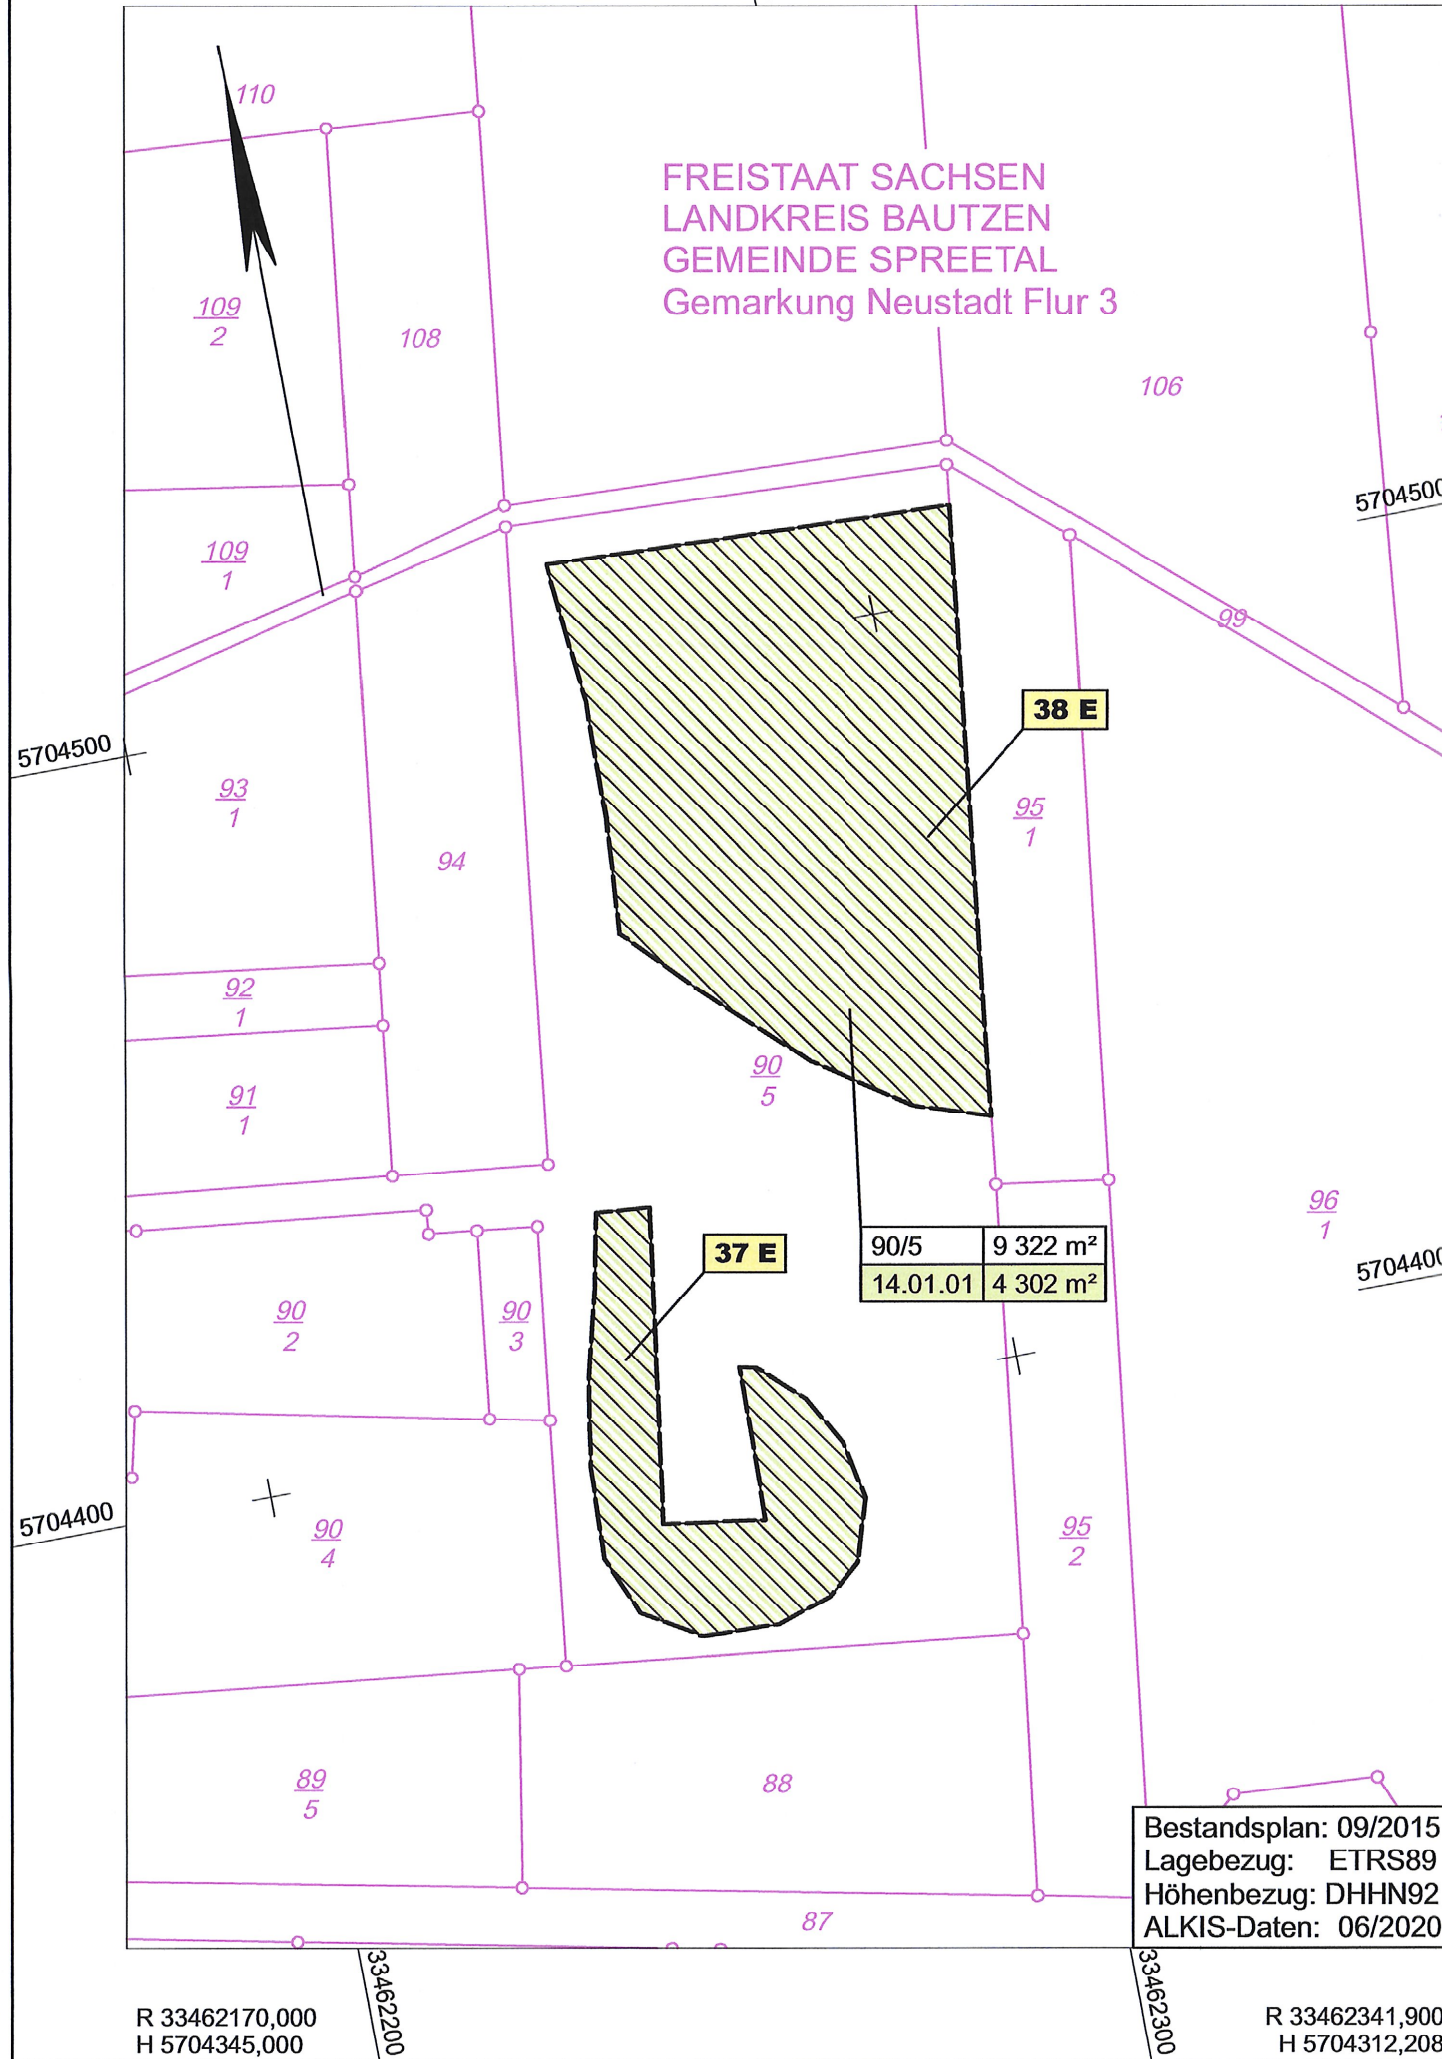 110
FREISTAAT SACHSEN
LANDKREIS BAUTZEN
GEMEINDE SPREETAL
Gemarkung Neustadt Flur 3
109
2
108
106
5704500
109
1
99
38 E
5704500
93
1
95
1
94
92
1
90
5
91
1
96
1
90/5 9 322 m²
14.01.01 4 302 m²
37 E
5704400
90
2
90
3
5704400
90
4
95
2
89
5
88
Bestandsplan: 09/2015
Lagebezug: ETRS89
Höhenbezug: DHHN92
ALKIS-Daten: 06/2020
87
33462200
33462300
R 33462170,000
H 5704345,000
R 33462341,900
H 5704312,208